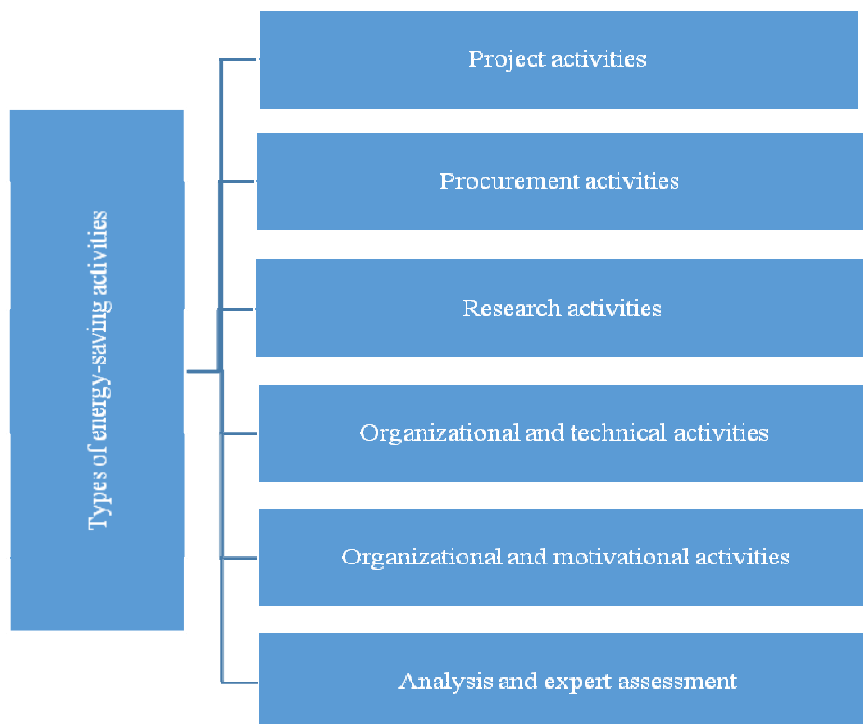 Types of energy-saving activities
Project activities
Procurement activities
Research activities
Organizational and technical activities
Organizational and motivational activities
Analysis and expert assessment